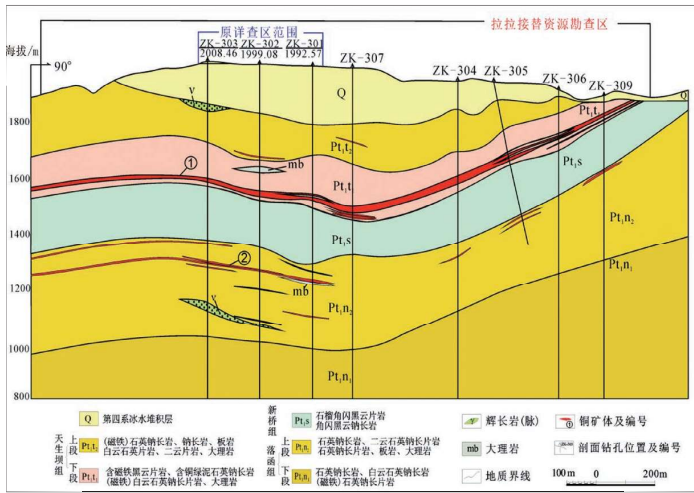 原详查区范围
拉拉接替资源勘查区
海拔/m
90°
ZK-303
2008.46
ZK-302
1999.08
ZK-301
1992.57
ZK-307
ZK-304
ZK-305
ZK-306
ZK-309
1800
1600
1400
1200
1000
800
Q
Q
ν
Pt₁t₂
Pt₁t₁
mb
①
Pt₁t
Pt₁s
Pt₁s
Pt₁n₂
Pt₁n₁
②
mb
ν
Pt₁n₂
Pt₁n₁
Q 第四系冰水堆积层
天生坝组
上段 Pt₁t₂ (磁铁)石英钠长岩、钠长岩、板岩
白云石英片岩、二云片岩、大理岩
下段 Pt₁t₁ 含磁铁黑云片岩、含铜绿泥石英钠长岩
(磁铁)白云石英钠长片岩、大理岩
新桥组
Pt₁s 石榴角闪黑云片岩
角闪黑云钠长岩
落凼组
上段 Pt₁n₂ 石英钠长岩、二云石英钠长片岩
石英钠长片岩、板岩、大理岩
下段 Pt₁n₁ 石英钠长岩、白云石英钠长岩
(磁铁)石英钠长片岩
辉长岩(脉)
mb 大理岩
地质界线
① 铜矿体及编号
剖面钻孔位置及编号
100m 0 200m